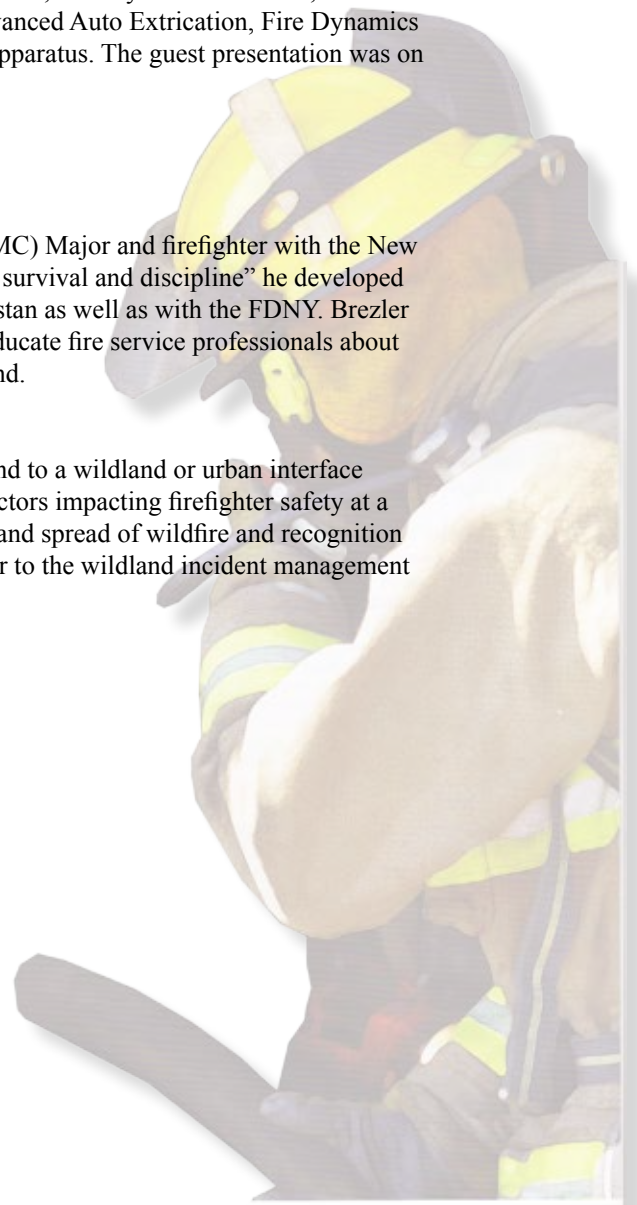 vanced Auto Extrication, Fire Dynamics
pparatus. The guest presentation was on
MC) Major and firefighter with the New
survival and discipline” he developed
stan as well as with the FDNY. Brezler
ducate fire service professionals about
nd.
nd to a wildland or urban interface
ctors impacting firefighter safety at a
and spread of wildfire and recognition
r to the wildland incident management